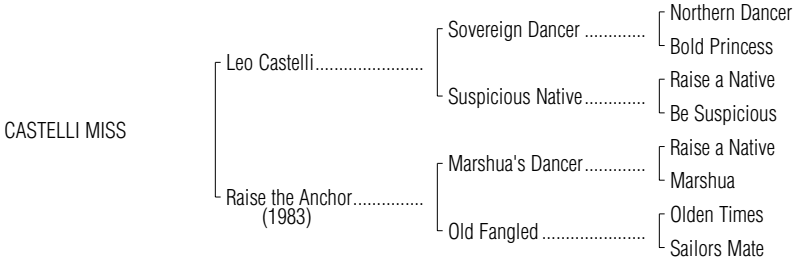 Northern Dancer
Sovereign Dancer .............
Bold Princess
Leo Castelli.......................
Raise a Native
Suspicious Native.............
Be Suspicious
CASTELLI MISS
Raise a Native
Marshua's Dancer.............
Marshua
Raise the Anchor...............
(1983)
Olden Times
Old Fangled ......................
Sailors Mate